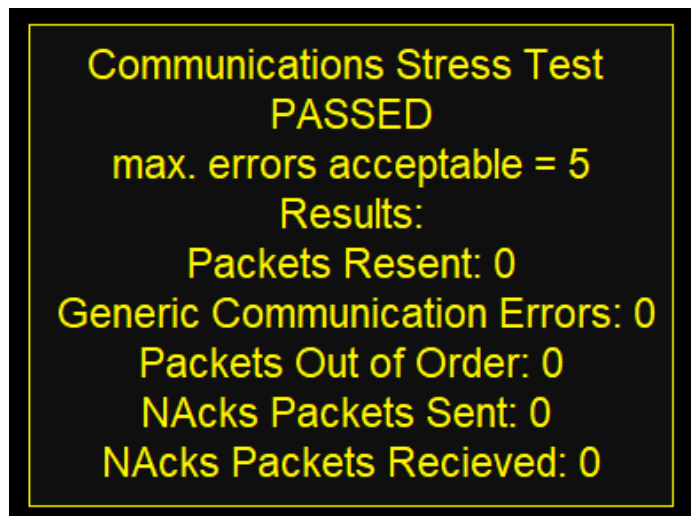 Communications Stress Test
PASSED
max. errors acceptable = 5
Results:
Packets Resent: 0
Generic Communication Errors: 0
Packets Out of Order: 0
NAcks Packets Sent: 0
NAcks Packets Recieved: 0